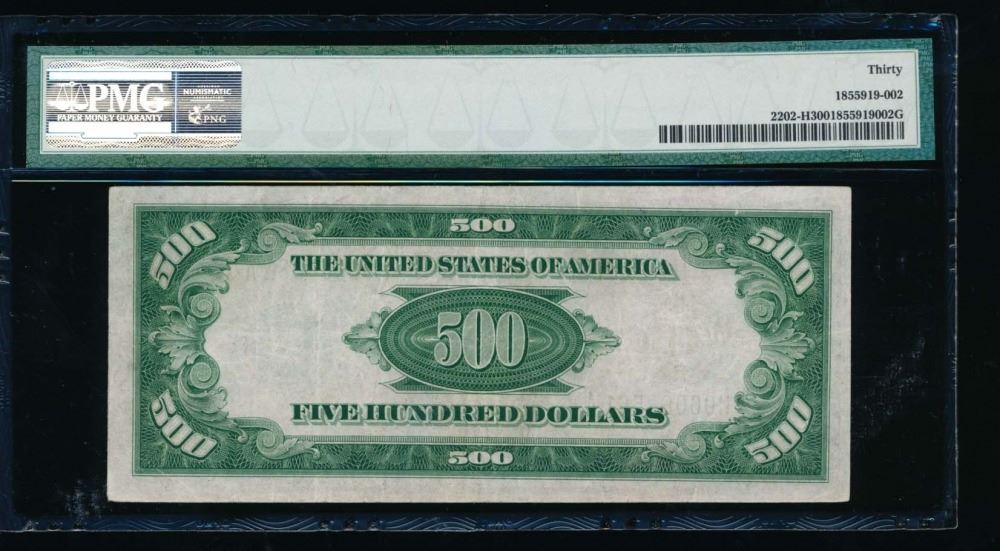 PMG
PAPER MONEY GUARANTY
NUMISMATIC
PNG
Thirty
1855919-002
2202-H3001855919002G
500
500
500
THE UNITED STATES OF AMERICA
500
FIVE HUNDRED DOLLARS
500
500
500